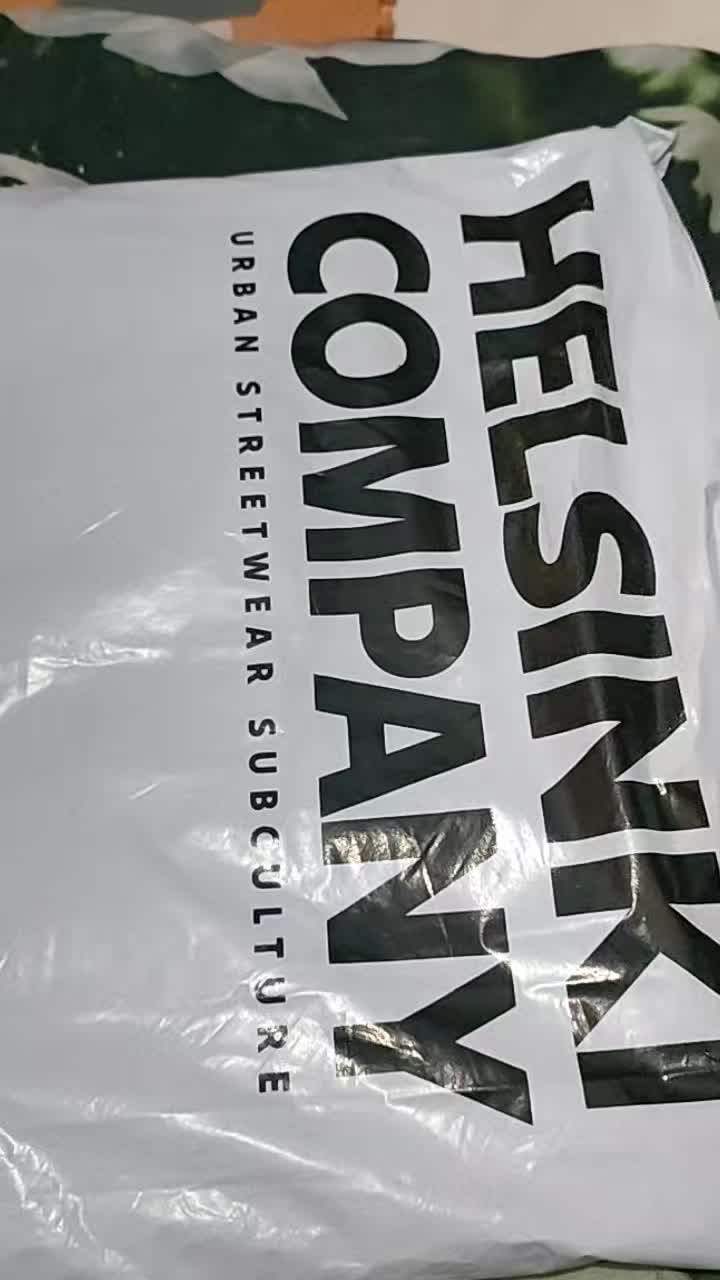 HELSINKI
COMPANY
URBAN STREETWEAR SUBCULTURE